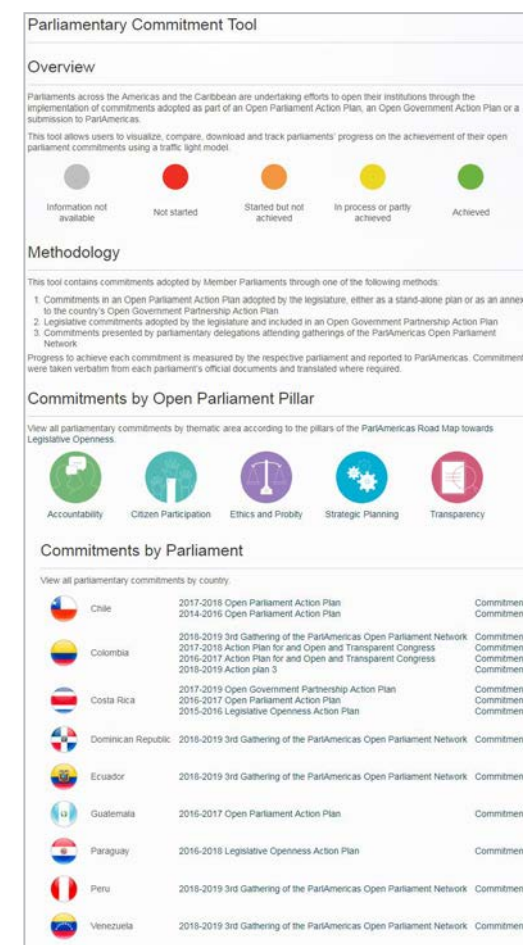 Parliamentary Commitment Tool
Overview
Parliaments across the Americas and the Caribbean are undertaking efforts to open their institutions through the
implementation of commitments adopted as part of an Open Parliament Action Plan, an Open Government Action Plan or a
submission to ParlAmericas.
This tool allows users to visualize, compare, download and track parliaments' progress on the achievement of their open
parliament commitments using a traffic light model.
Information not available
Not started
Started but not achieved
In process or partly achieved
Achieved
Methodology
This tool contains commitments adopted by Member Parliaments through one of the following methods:
1. Commitments in an Open Parliament Action Plan adopted by the legislature, either as a stand-alone plan or as an annex
to the country's Open Government Partnership Action Plan
2. Legislative commitments adopted by the legislature and included in an Open Government Partnership Action Plan
3. Commitments presented by parliamentary delegations attending gatherings of the ParlAmericas Open Parliament
Network
Progress to achieve each commitment is measured by the respective parliament and reported to ParlAmericas. Commitment
were taken verbatim from each parliament's official documents and translated where required.
Commitments by Open Parliament Pillar
View all parliamentary commitments by thematic area according to the pillars of the ParlAmericas Road Map towards
Legislative Openness.
Accountability
Citizen Participation
Ethics and Probity
Strategic Planning
Transparency
Commitments by Parliament
View all parliamentary commitments by country.
Chile
2017-2018 Open Parliament Action Plan Commitmen
2014-2016 Open Parliament Action Plan Commitmen
Colombia
2018-2019 3rd Gathering of the ParlAmericas Open Parliament Network Commitmen
2017-2018 Action Plan for and Open and Transparent Congress Commitmen
2016-2017 Action Plan for and Open and Transparent Congress Commitmen
2018-2019 Action plan 3 Commitmen
Costa Rica
2017-2019 Open Government Partnership Action Plan Commitmen
2016-2017 Open Parliament Action Plan Commitmen
2015-2016 Legislative Openness Action Plan Commitmen
Dominican Republic 2018-2019 3rd Gathering of the ParlAmericas Open Parliament Network Commitmen
Ecuador 2018-2019 3rd Gathering of the ParlAmericas Open Parliament Network Commitmen
Guatemala 2016-2017 Open Parliament Action Plan Commitmen
Paraguay 2016-2018 Legislative Openness Action Plan Commitmen
Peru 2018-2019 3rd Gathering of the ParlAmericas Open Parliament Network Commitmen
Venezuela 2018-2019 3rd Gathering of the ParlAmericas Open Parliament Network Commitmen